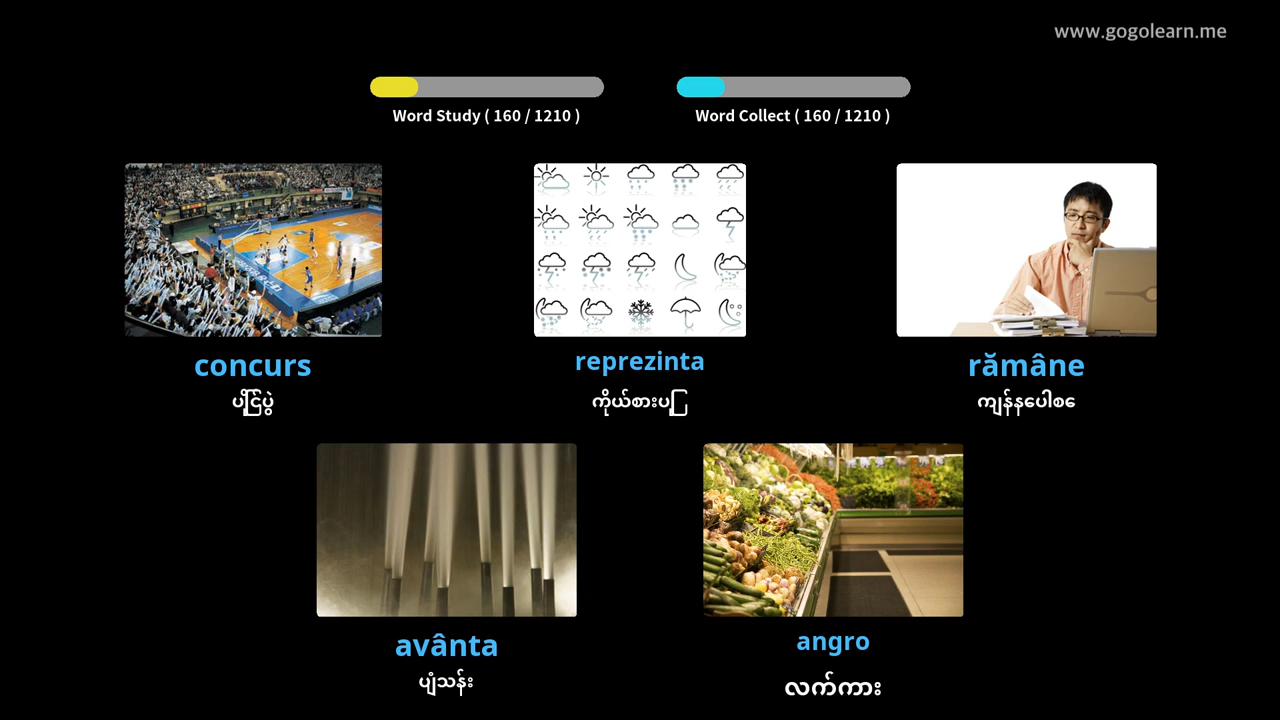 www.gogolearn.me
Word Study ( 160 / 1210 )
Word Collect ( 160 / 1210 )
concurs
ပြိုင်ပွဲ
reprezinta
ကိုယ်စားပြု
rămâne
ကျန်နေပါစေ
avânta
ပျံသန်း
angro
လက်ကား